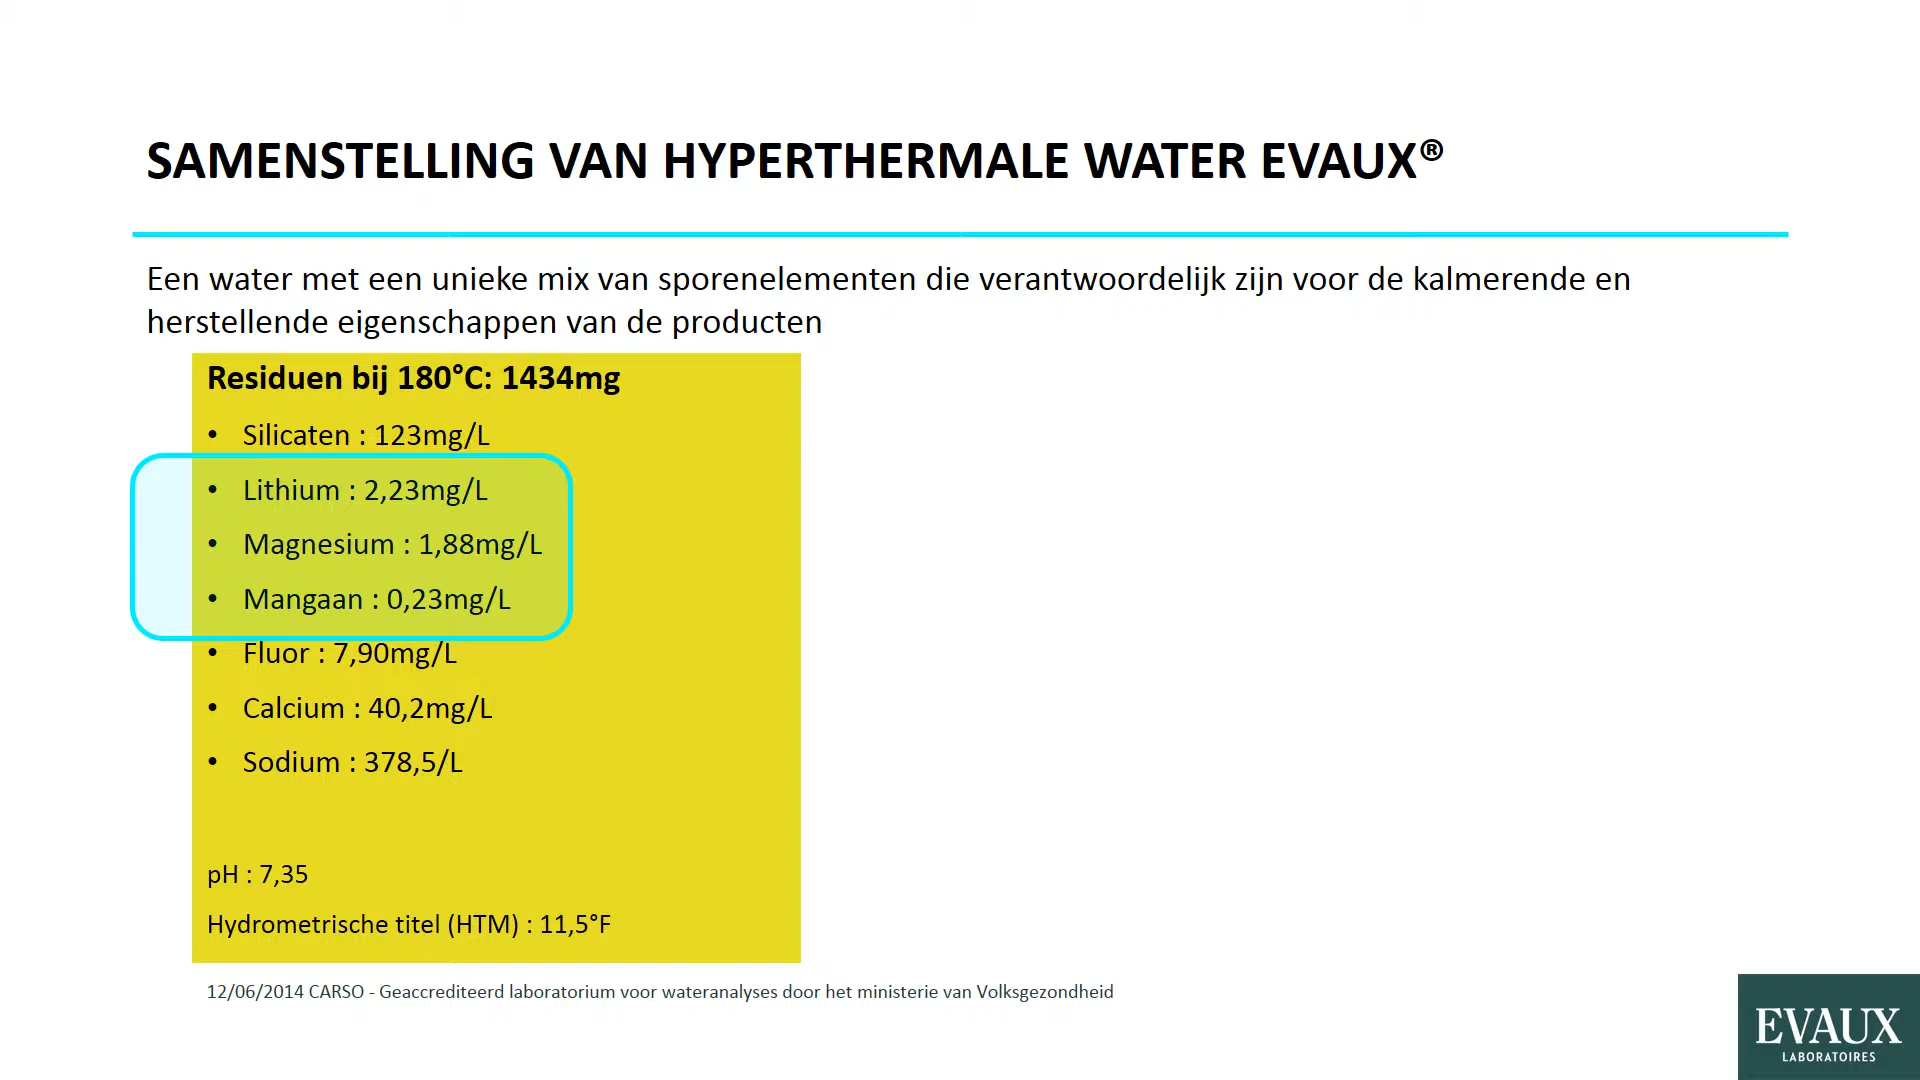 SAMENSTELLING VAN HYPERTHERMALE WATER EVAUX®
Een water met een unieke mix van sporenelementen die verantwoordelijk zijn voor de kalmerende en
herstellende eigenschappen van de producten
Residuen bij 180°C: 1434mg
• Silicaten : 123mg/L
• Lithium : 2,23mg/L
• Magnesium : 1,88mg/L
• Mangaan : 0,23mg/L
• Fluor : 7,90mg/L
• Calcium : 40,2mg/L
• Sodium : 378,5/L
pH : 7,35
Hydrometrische titel (HTM) : 11,5°F
12/06/2014 CARSO - Geaccrediteerd laboratorium voor wateranalyses door het ministerie van Volksgezondheid
EVAUX
LABORATOIRES